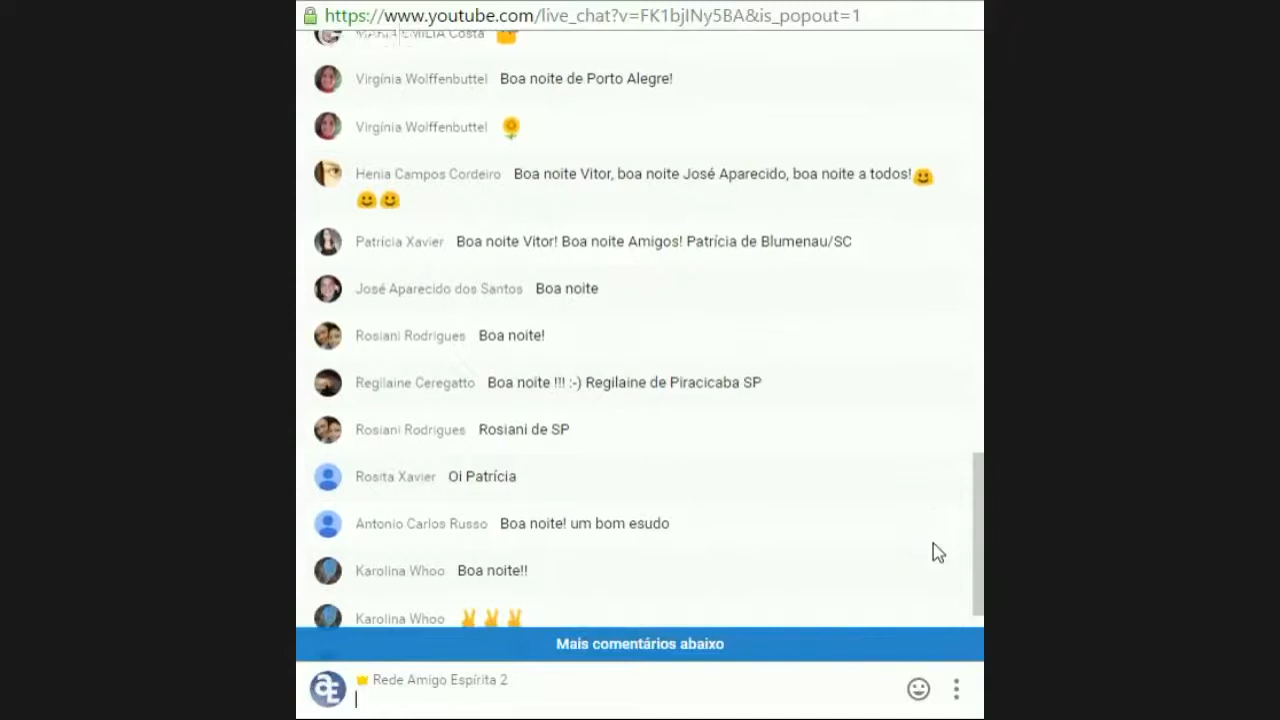 https://www.youtube.com/live_chat?v=FK1bjINy5BA&is_popout=1
MARIA EMILIA Costa
Virgínia Wolffenbuttel Boa noite de Porto Alegre!
Virgínia Wolffenbuttel
Henia Campos Cordeiro Boa noite Vitor, boa noite José Aparecido, boa noite a todos!
Patrícia Xavier Boa noite Vitor! Boa noite Amigos! Patrícia de Blumenau/SC
José Aparecido dos Santos Boa noite
Rosiani Rodrigues Boa noite!
Regilaine Ceregatto Boa noite !!! :-) Regilaine de Piracicaba SP
Rosiani Rodrigues Rosiani de SP
Rosita Xavier Oi Patrícia
Antonio Carlos Russo Boa noite! um bom esudo
Karolina Whoo Boa noite!!
Karolina Whoo
Mais comentários abaixo
Rede Amigo Espírita 2